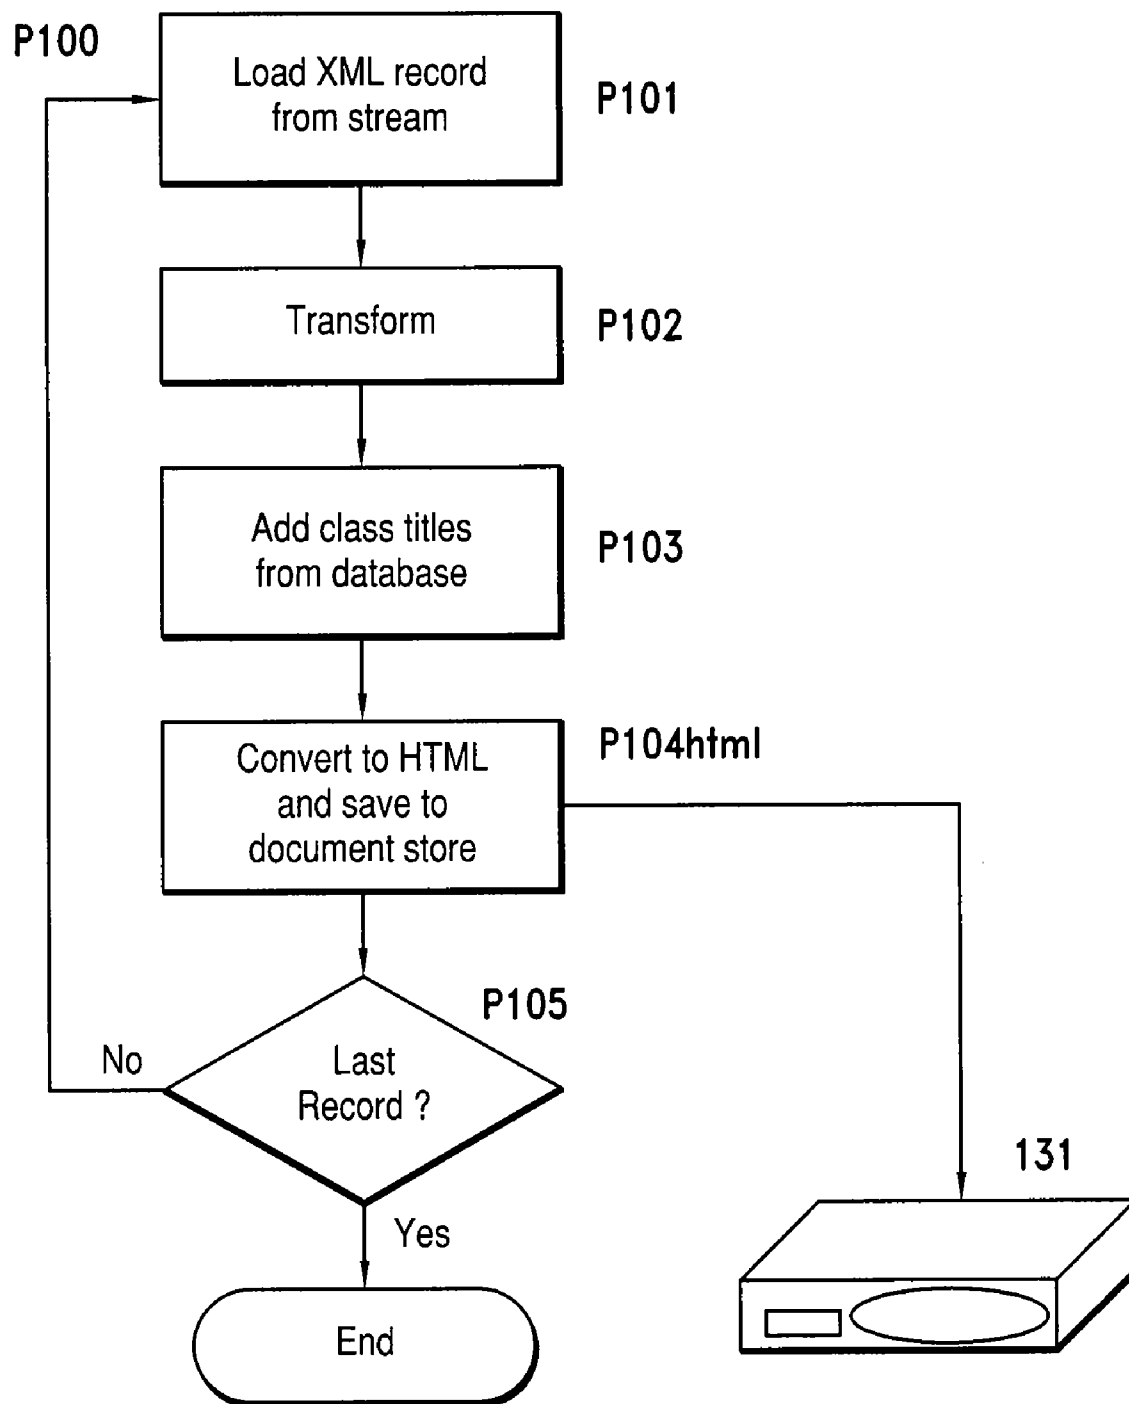 P100
Load XML record
from stream
P101
Transform
P102
Add class titles
from database
P103
Convert to HTML
and save to
document store
P104html
P105
No
Last
Record ?
Yes
131
End